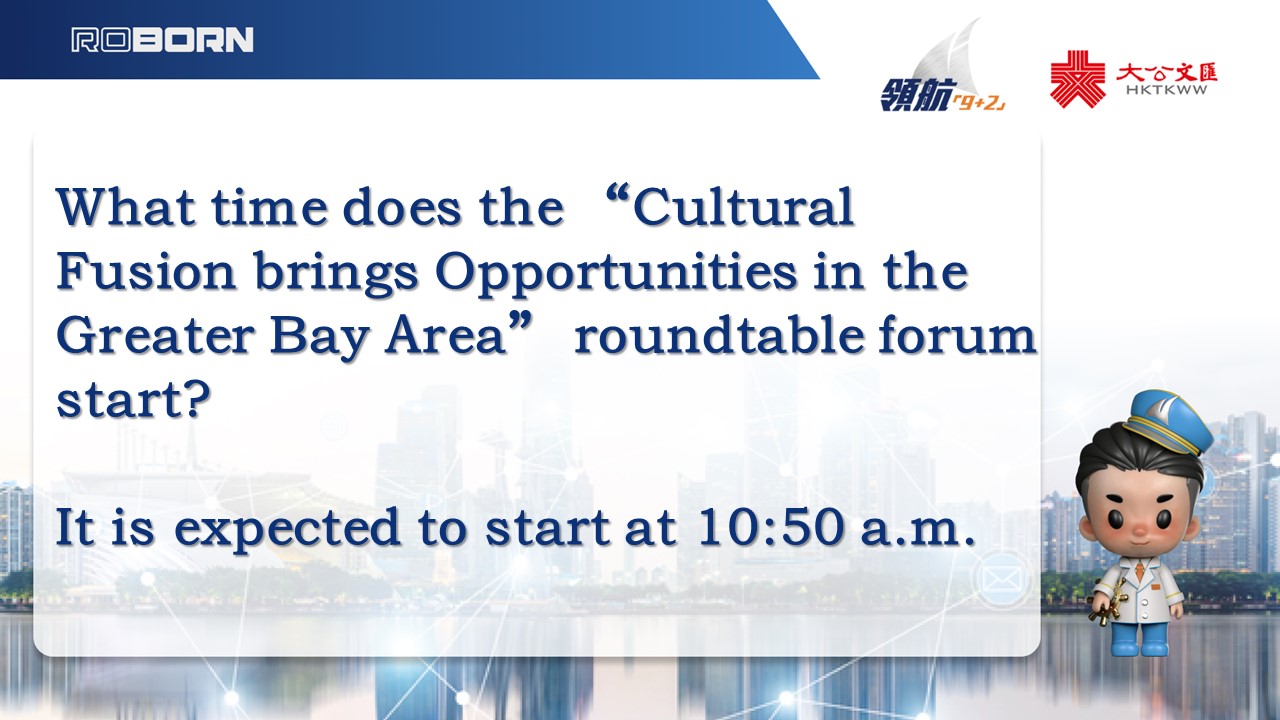 ROBORN
領航「9+2」
大公文匯
HKTKWW
What time does the “Cultural
Fusion brings Opportunities in the
Greater Bay Area” roundtable forum
start?
It is expected to start at 10:50 a.m.